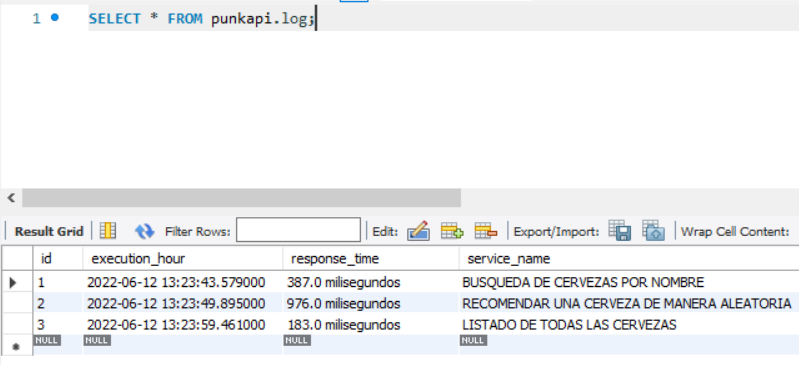 1 SELECT * FROM punkapi.log;
Result Grid Filter Rows: Edit: Export/Import: Wrap Cell Content:
id execution_hour response_time service_name
1 2022-06-12 13:23:43.579000 387.0 milisegundos BUSQUEDA DE CERVEZAS POR NOMBRE
2 2022-06-12 13:23:49.895000 976.0 milisegundos RECOMENDAR UNA CERVEZA DE MANERA ALEATORIA
3 2022-06-12 13:23:59.461000 183.0 milisegundos LISTADO DE TODAS LAS CERVEZAS
NULL NULL NULL NULL